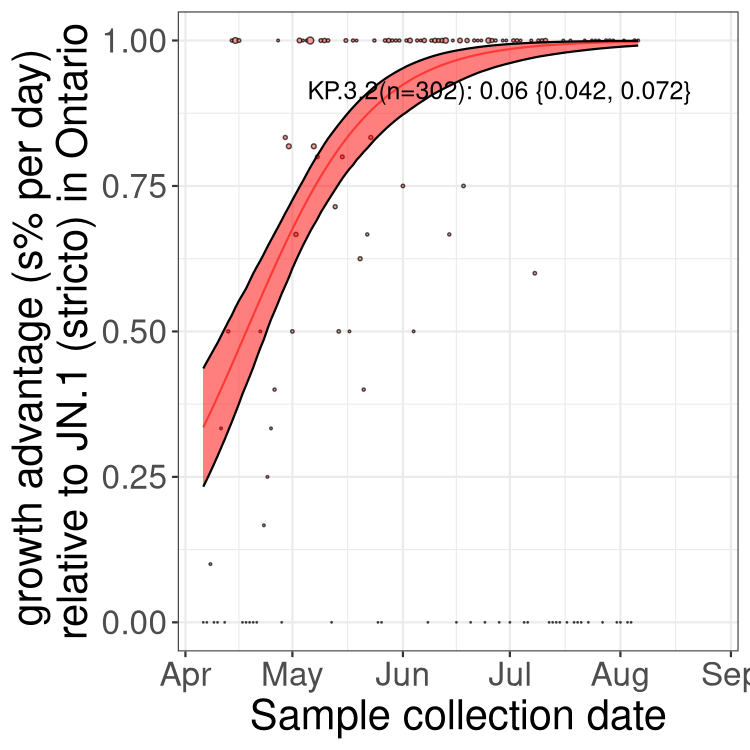 growth advantage (s% per day)
relative to JN.1 (stricto) in Ontario
1.00
0.75
0.50
0.25
0.00
KP.3.2(n=302): 0.06 {0.042, 0.072}
Apr May Jun Jul Aug Sep
Sample collection date